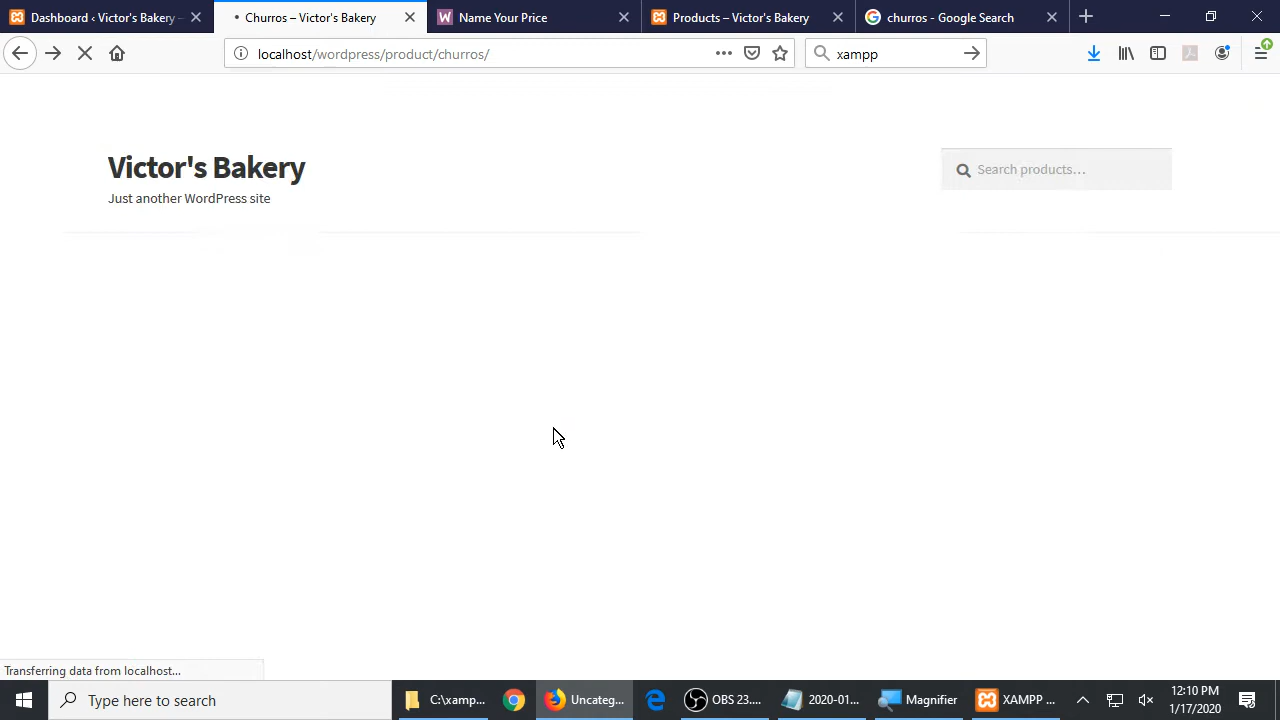 Dashboard ‹ Victor's Bakery –
Churros – Victor's Bakery
Name Your Price
Products – Victor's Bakery
churros - Google Search
localhost/wordpress/product/churros/
xampp
Victor's Bakery
Just another WordPress site
Search products…
Transferring data from localhost...
Type here to search
C:\xamp...
Uncateg...
OBS 23....
2020-01...
Magnifier
XAMPP ...
12:10 PM
1/17/2020